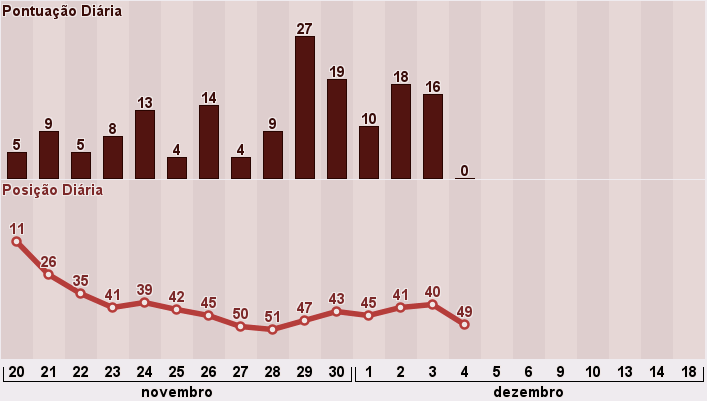 Pontuação Diária
5 9 5 8 13 4 14 4 9 27 19 10 18 16 0
Posição Diária
11 26 35 41 39 42 45 50 51 47 43 45 41 40 49
20 21 22 23 24 25 26 27 28 29 30 1 2 3 4 5 6 9 10 13 14 18
novembro dezembro